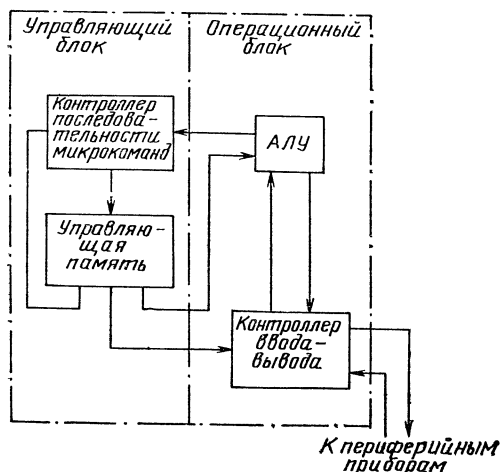 Управляющий
блок
Операционный
блок
Контроллер
последова-
тельности
микрокоманд
АЛУ
Управляю-
щая
память
Контроллер
ввода-
вывода
К периферийным
приборам